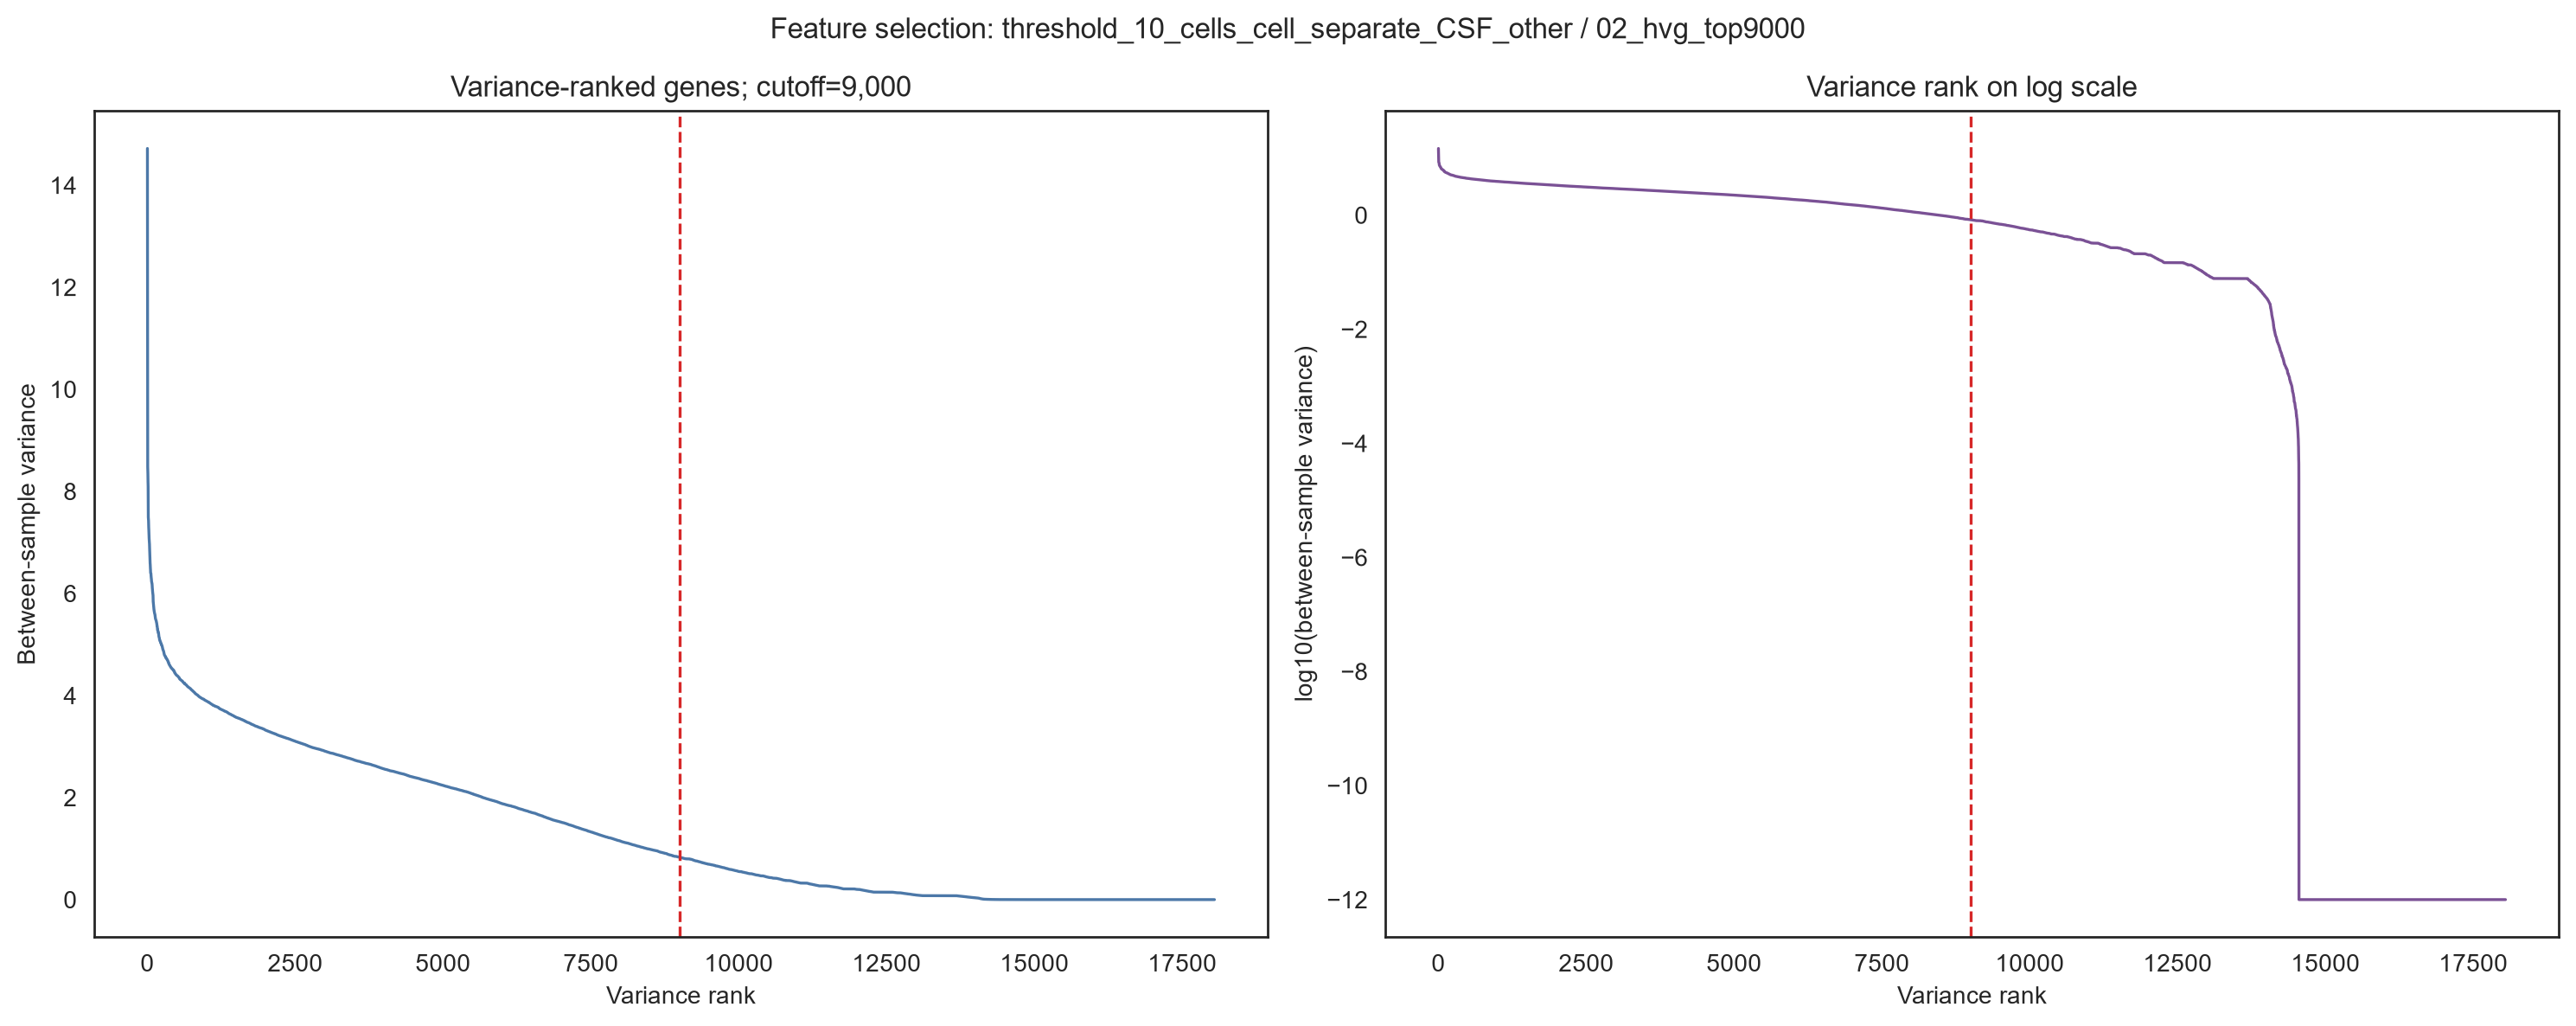 Feature selection: threshold_10_cells_cell_separate_CSF_other / 02_hvg_top9000
Variance-ranked genes; cutoff=9,000
Between-sample variance
14
12
10
8
6
4
2
0
0 2500 5000 7500 10000 12500 15000 17500
Variance rank
Variance rank on log scale
log10(between-sample variance)
0
−2
−4
−6
−8
−10
−12
0 2500 5000 7500 10000 12500 15000 17500
Variance rank